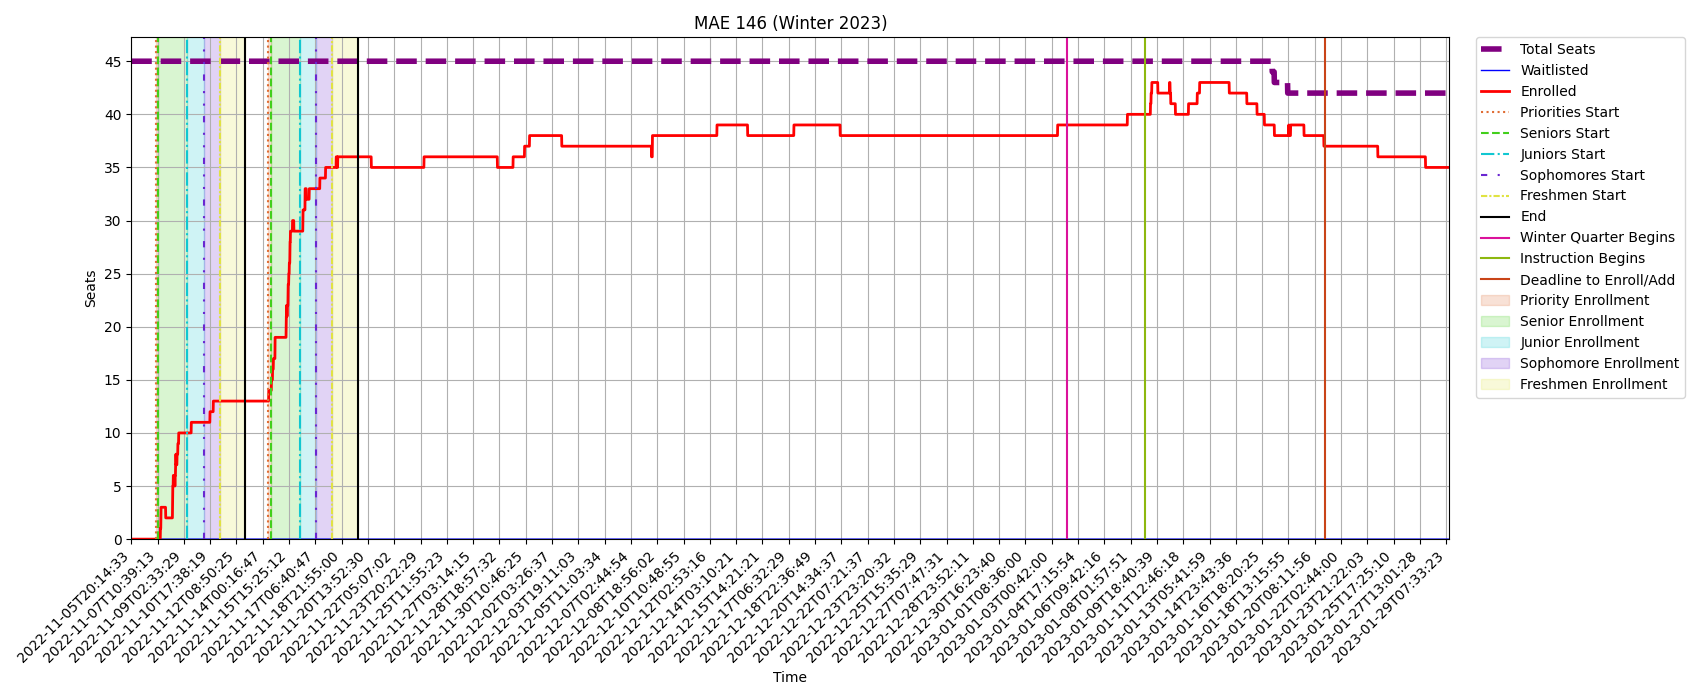 MAE 146 (Winter 2023)
Seats
45
40
35
30
25
20
15
10
5
0
2022-11-05T20:14:33
2022-11-07T10:39:13
2022-11-09T02:33:29
2022-11-10T17:38:19
2022-11-12T08:50:25
2022-11-14T00:16:47
2022-11-15T15:25:12
2022-11-17T06:40:47
2022-11-18T21:55:00
2022-11-20T13:52:30
2022-11-22T05:07:02
2022-11-23T20:22:29
2022-11-25T11:55:23
2022-11-27T03:14:15
2022-11-28T18:57:32
2022-11-30T10:46:25
2022-12-02T03:26:37
2022-12-03T19:11:03
2022-12-05T11:03:34
2022-12-07T02:44:54
2022-12-08T18:56:02
2022-12-10T10:48:55
2022-12-12T02:53:16
2022-12-14T03:10:21
2022-12-15T14:21:21
2022-12-17T06:32:29
2022-12-18T22:36:49
2022-12-20T14:34:37
2022-12-22T07:21:37
2022-12-23T23:20:32
2022-12-25T15:35:29
2022-12-27T07:47:31
2022-12-28T23:52:11
2022-12-30T16:23:40
2023-01-01T08:36:00
2023-01-03T00:42:00
2023-01-04T17:15:54
2023-01-06T09:42:16
2023-01-08T01:57:51
2023-01-09T18:40:39
2023-01-11T12:46:18
2023-01-13T05:41:59
2023-01-14T23:43:36
2023-01-16T18:20:25
2023-01-18T13:15:55
2023-01-20T08:11:56
2023-01-22T02:44:00
2023-01-23T21:22:03
2023-01-25T17:25:10
2023-01-27T13:01:28
2023-01-29T07:33:23
Time
Total Seats
Waitlisted
Enrolled
Priorities Start
Seniors Start
Juniors Start
Sophomores Start
Freshmen Start
End
Winter Quarter Begins
Instruction Begins
Deadline to Enroll/Add
Priority Enrollment
Senior Enrollment
Junior Enrollment
Sophomore Enrollment
Freshmen Enrollment